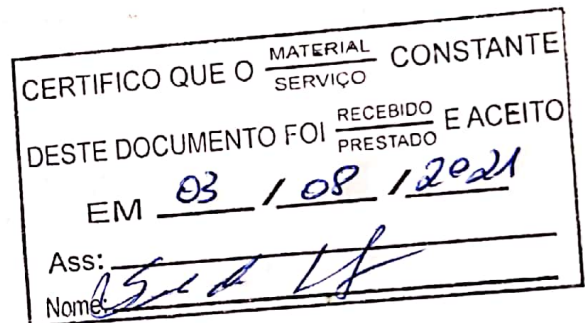 CERTIFICO QUE O MATERIAL/SERVIÇO CONSTANTE
DESTE DOCUMENTO FOI RECEBIDO/PRESTADO E ACEITO
EM 03 / 08 / 2021
Ass:
Nome: